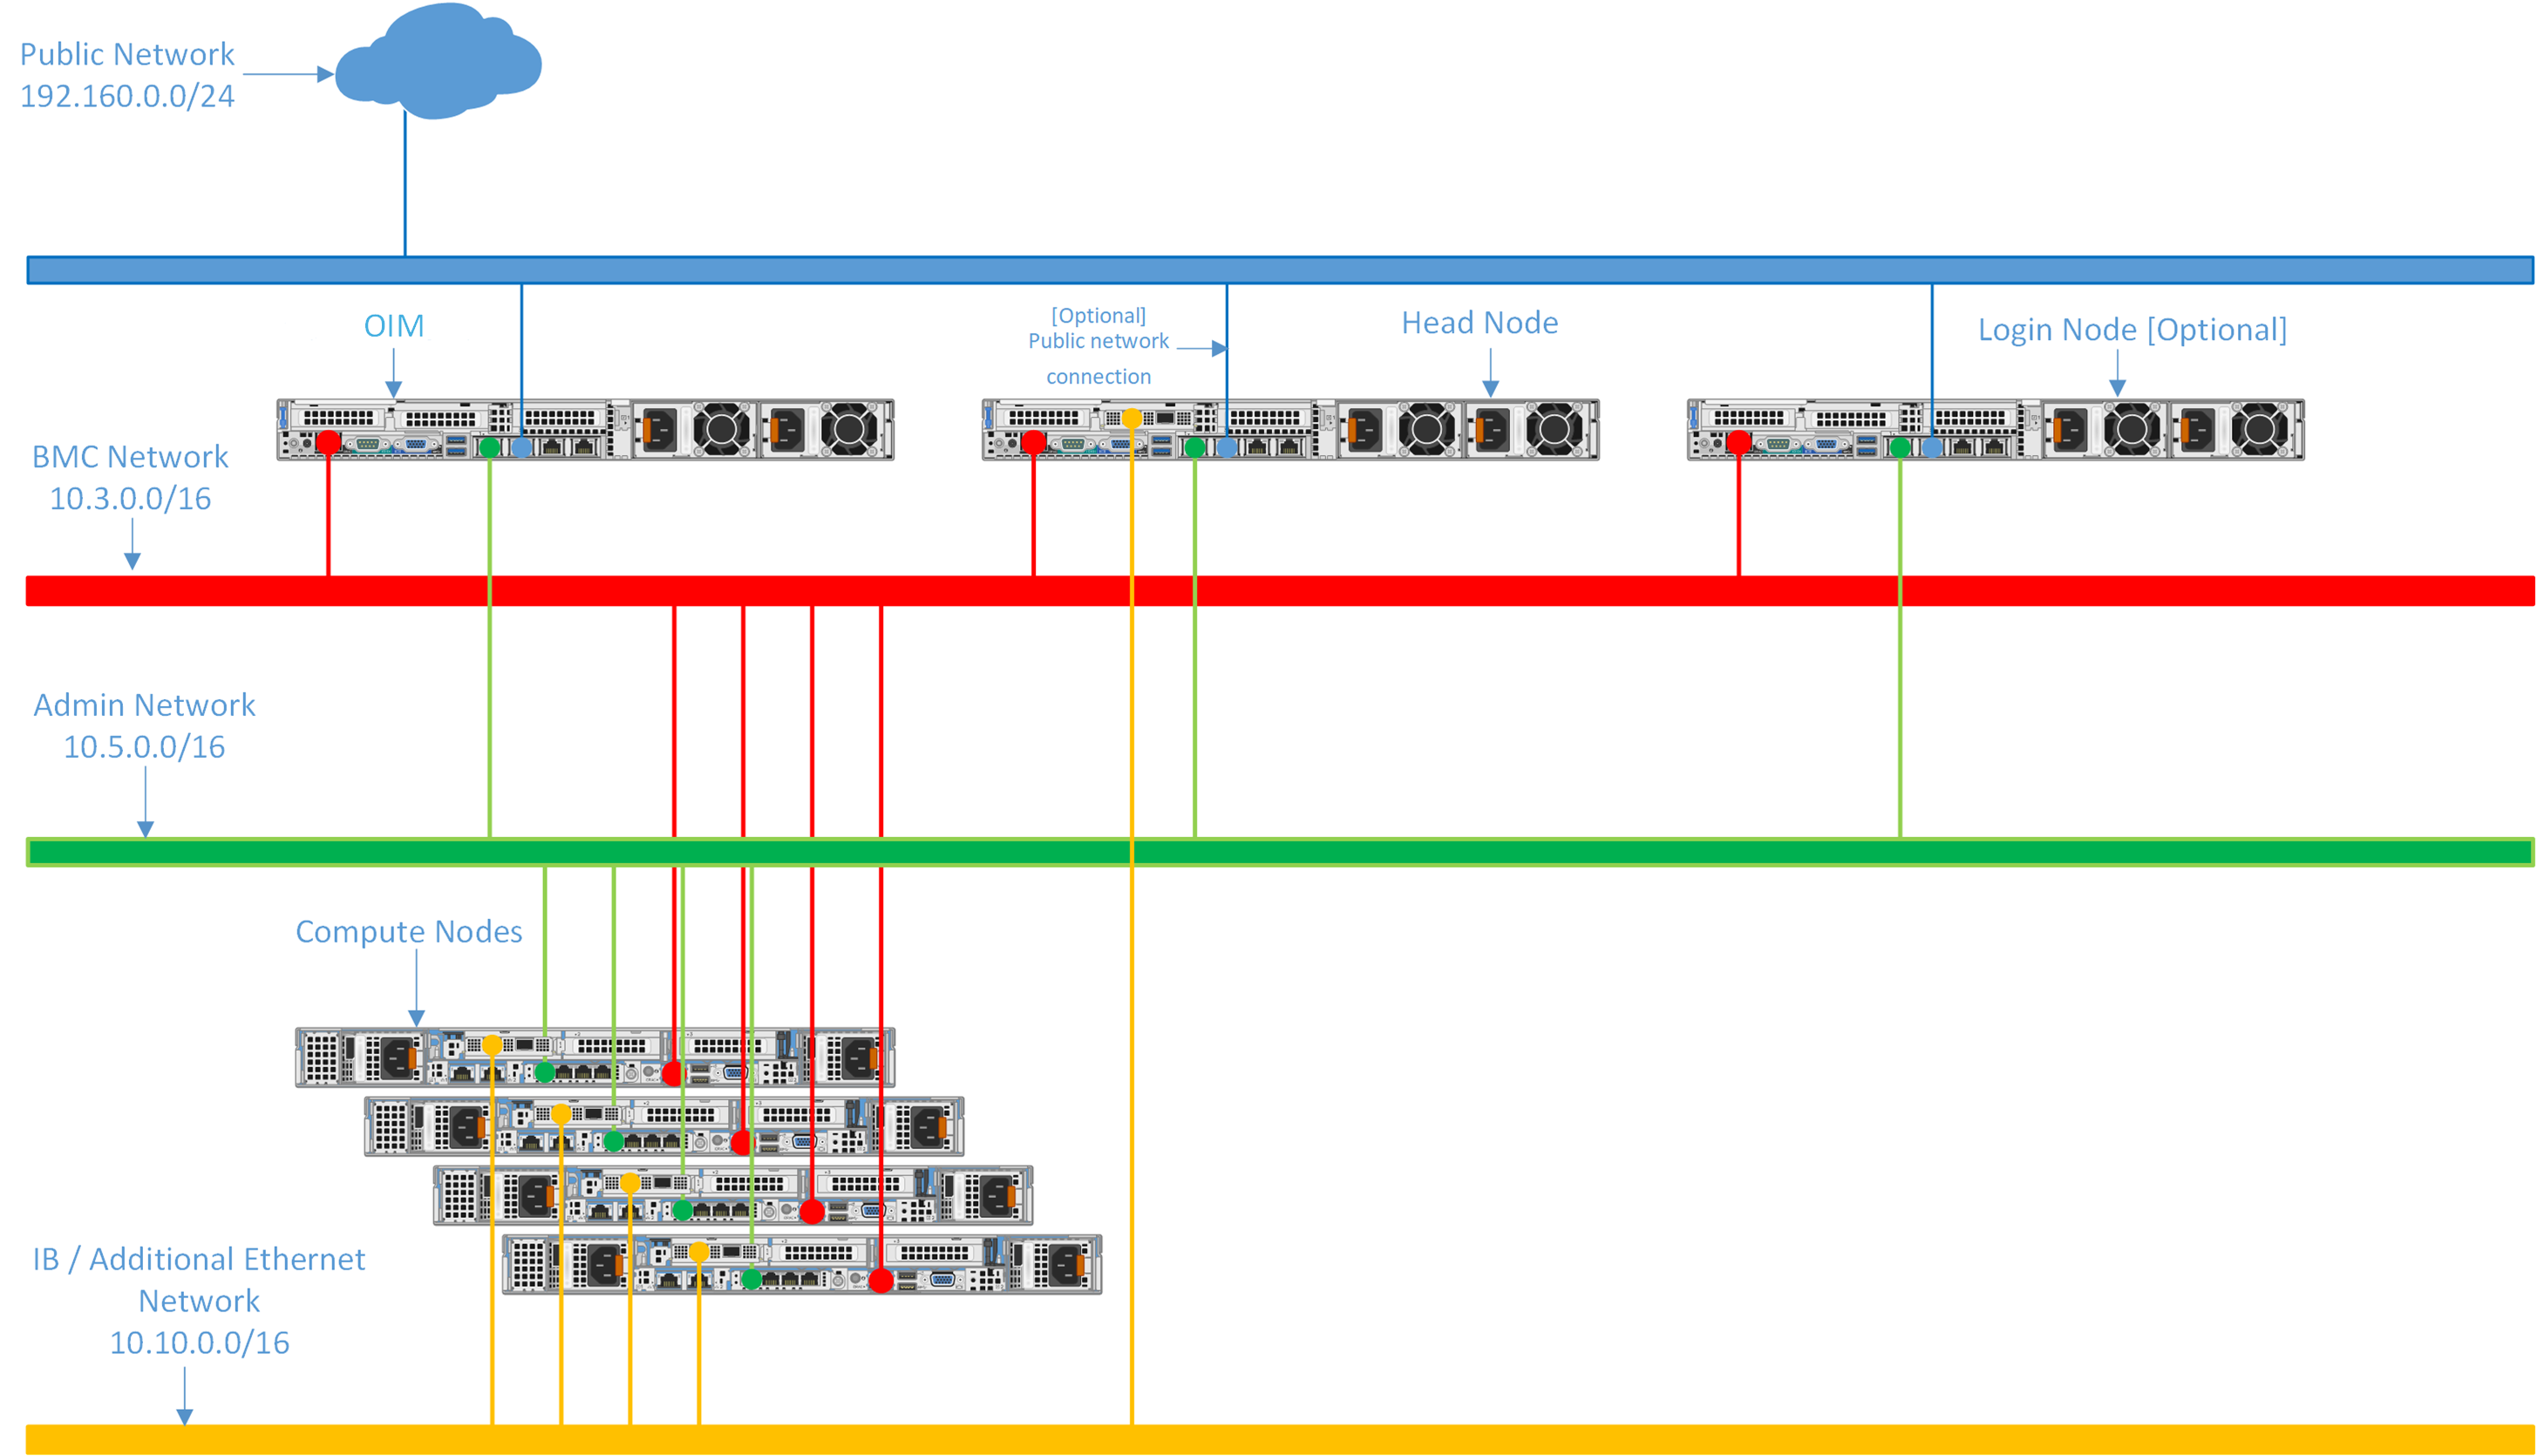 Public Network
192.160.0.0/24
OIM
[Optional]
Public network
connection
Head Node
Login Node [Optional]
BMC Network
10.3.0.0/16
Admin Network
10.5.0.0/16
Compute Nodes
IB / Additional Ethernet
Network
10.10.0.0/16